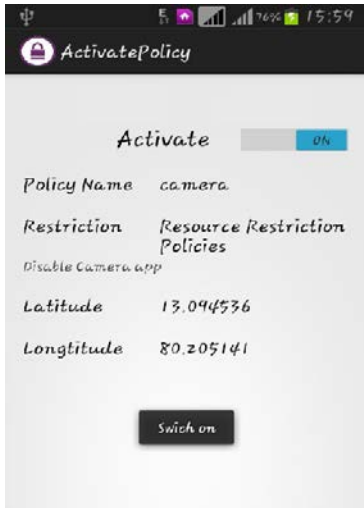 76% 15:59
ActivatePolicy
Activate ON
Policy Name camera
Restriction Resource Restriction
Policies
Disable Camera app
Latitude 13.094536
Longtitude 80.205141
Swich on